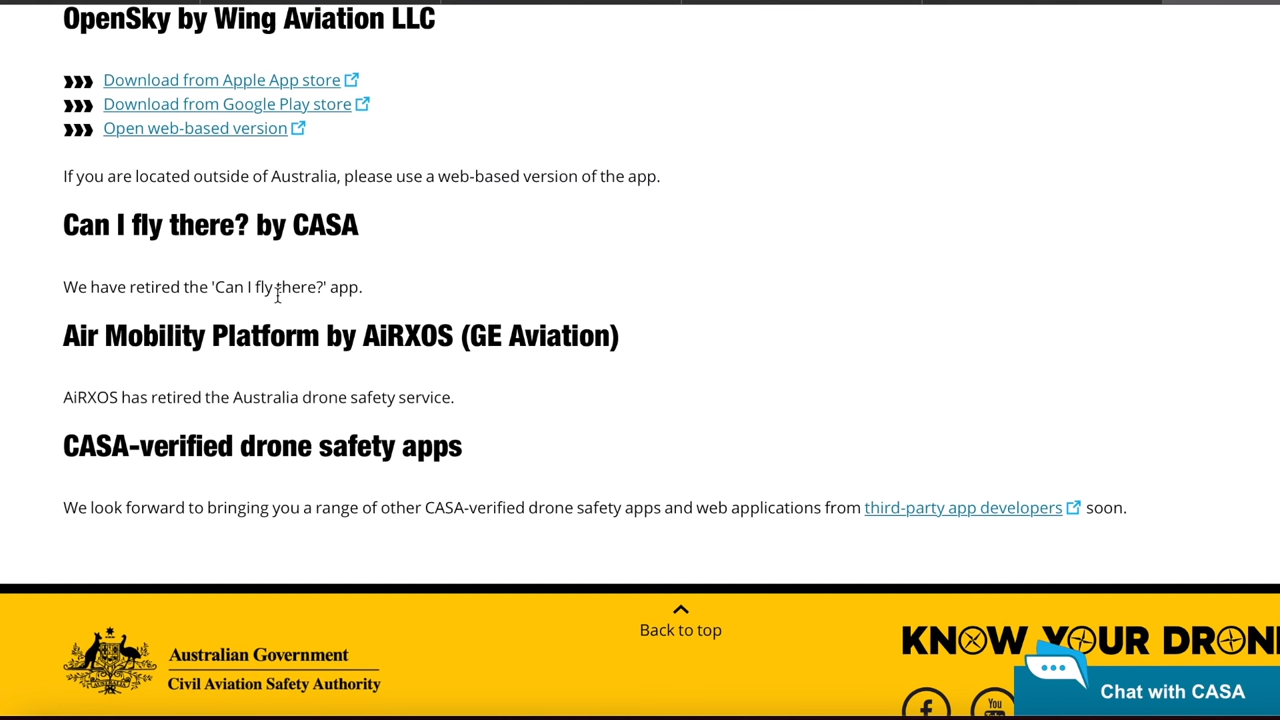 OpenSky by Wing Aviation LLC
Download from Apple App store
Download from Google Play store
Open web-based version
If you are located outside of Australia, please use a web-based version of the app.
Can I fly there? by CASA
We have retired the 'Can I fly there?' app.
Air Mobility Platform by AiRXOS (GE Aviation)
AiRXOS has retired the Australia drone safety service.
CASA-verified drone safety apps
We look forward to bringing you a range of other CASA-verified drone safety apps and web applications from third-party app developers soon.
Back to top
Australian Government
Civil Aviation Safety Authority
KNOW YOUR DRON
Chat with CASA
You